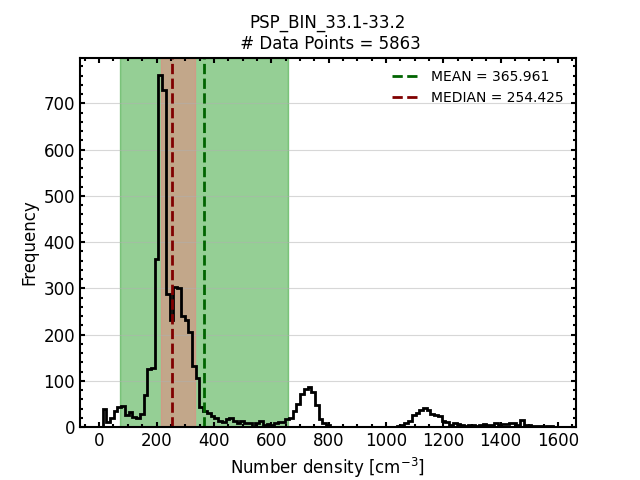 PSP_BIN_33.1-33.2
# Data Points = 5863
MEAN = 365.961
MEDIAN = 254.425
Frequency
700
600
500
400
300
200
100
0
0 200 400 600 800 1000 1200 1400 1600
Number density [cm⁻³]